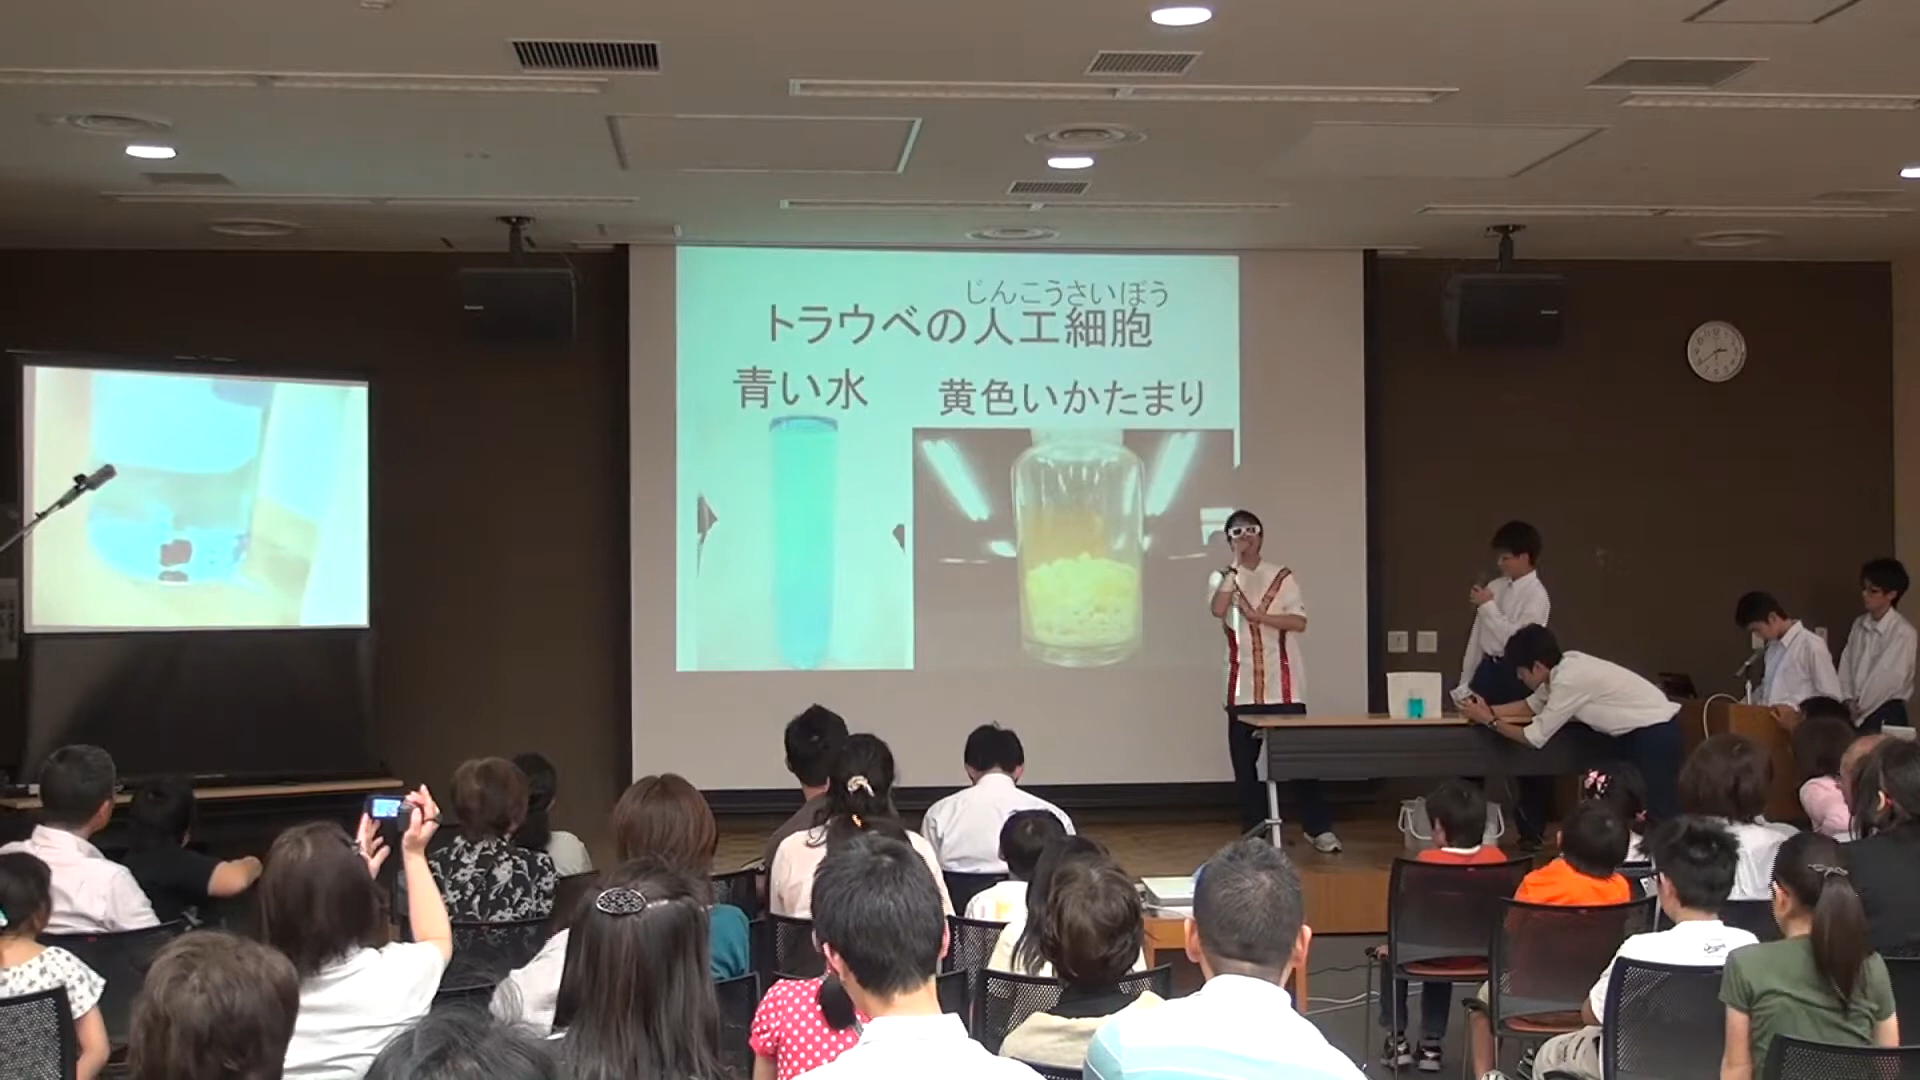 じんこうさいぼう
トラウベの人工細胞
青い水
黄色いかたまり